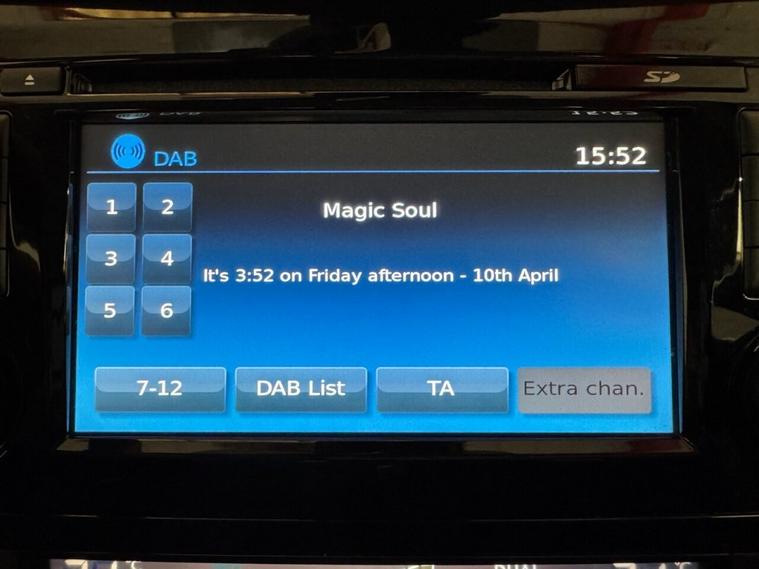 DAB 15:52
1 2 Magic Soul
3 4 It's 3:52 on Friday afternoon - 10th April
5 6
7-12 DAB List TA Extra chan.